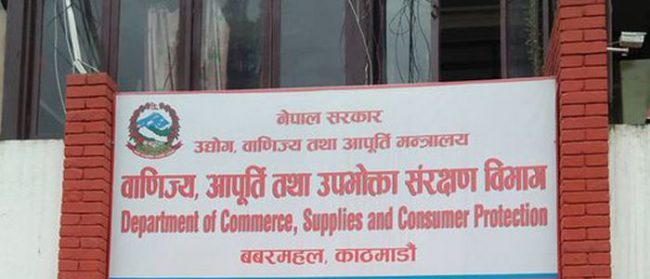 नेपाल सरकार
उद्योग, वाणिज्य तथा आपूर्ति मन्त्रालय
वाणिज्य, आपूर्ति तथा उपभोक्ता संरक्षण विभाग
Department of Commerce, Supplies and Consumer Protection
बबरमहल, काठमाडौं